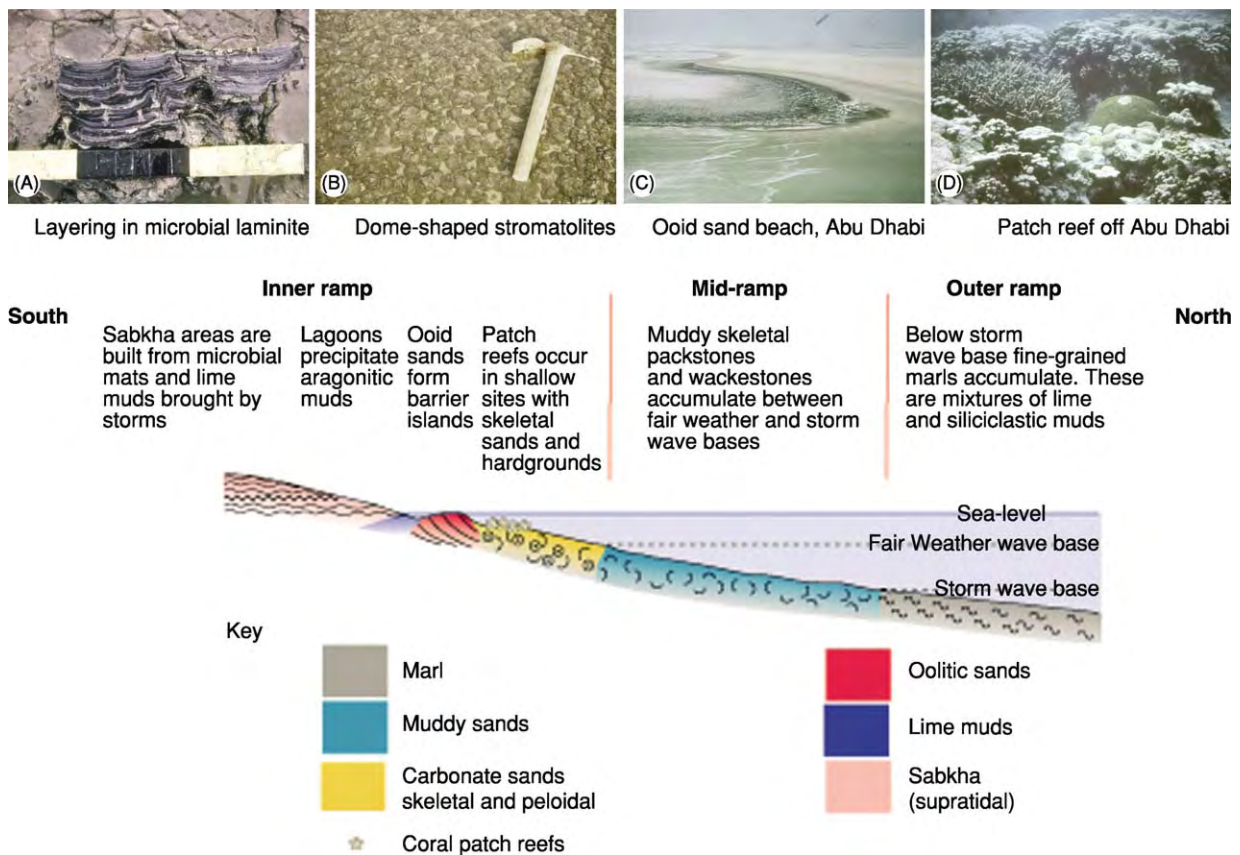 (A)
(B)
(C)
(D)
Layering in microbial laminite
Dome-shaped stromatolites
Ooid sand beach, Abu Dhabi
Patch reef off Abu Dhabi
Inner ramp
Mid-ramp
Outer ramp
South
North
Sabkha areas are
built from microbial
mats and lime
muds brought by
storms
Lagoons
precipitate
aragonitic
muds
Ooid
sands
form
barrier
islands
Patch
reefs occur
in shallow
sites with
skeletal
sands and
hardgrounds
Muddy skeletal
packstones
and wackestones
accumulate between
fair weather and storm
wave bases
Below storm
wave base fine-grained
marls accumulate. These
are mixtures of lime
and siliciclastic muds
Sea-level
Fair Weather wave base
Storm wave base
Key
Marl
Muddy sands
Carbonate sands
skeletal and peloidal
Coral patch reefs
Oolitic sands
Lime muds
Sabkha
(supratidal)